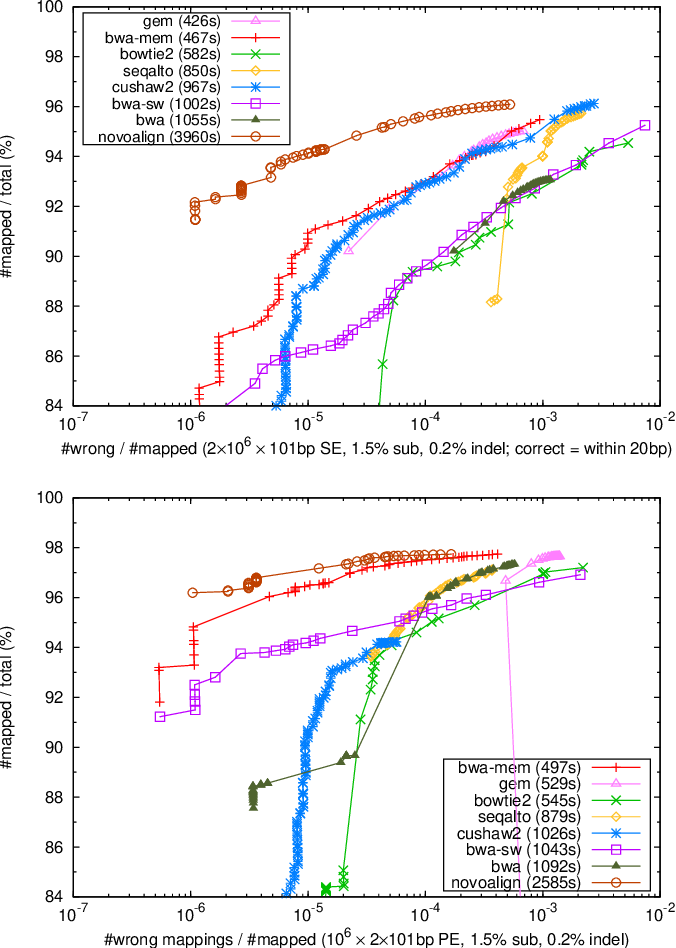 #mapped / total (%)
100
98
96
94
92
90
88
86
84
gem (426s)
bwa-mem (467s)
bowtie2 (582s)
seqalto (850s)
cushaw2 (967s)
bwa-sw (1002s)
bwa (1055s)
novoalign (3960s)
10⁻⁷ 10⁻⁶ 10⁻⁵ 10⁻⁴ 10⁻³ 10⁻²
#wrong / #mapped (2×10⁶ × 101bp SE, 1.5% sub, 0.2% indel; correct = within 20bp)
#mapped / total (%)
100
98
96
94
92
90
88
86
84
bwa-mem (497s)
gem (529s)
bowtie2 (545s)
seqalto (879s)
cushaw2 (1026s)
bwa-sw (1043s)
bwa (1092s)
novoalign (2585s)
10⁻⁷ 10⁻⁶ 10⁻⁵ 10⁻⁴ 10⁻³ 10⁻²
#wrong mappings / #mapped (10⁶ × 2×101bp PE, 1.5% sub, 0.2% indel)